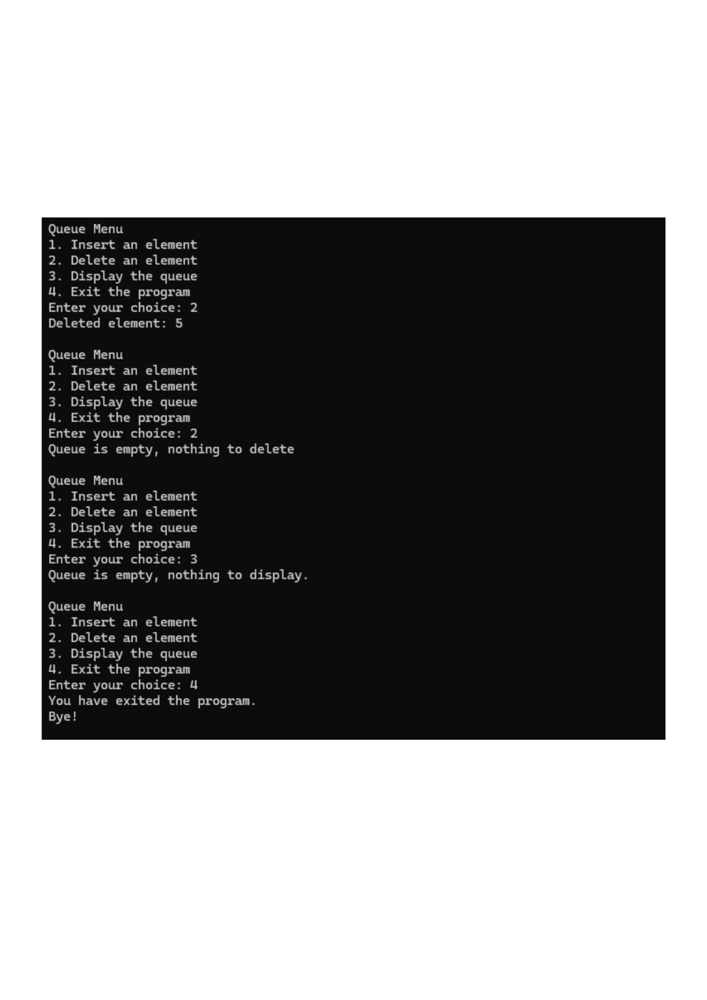 Queue Menu
1. Insert an element
2. Delete an element
3. Display the queue
4. Exit the program
Enter your choice: 2
Deleted element: 5

Queue Menu
1. Insert an element
2. Delete an element
3. Display the queue
4. Exit the program
Enter your choice: 2
Queue is empty, nothing to delete

Queue Menu
1. Insert an element
2. Delete an element
3. Display the queue
4. Exit the program
Enter your choice: 3
Queue is empty, nothing to display.

Queue Menu
1. Insert an element
2. Delete an element
3. Display the queue
4. Exit the program
Enter your choice: 4
You have exited the program.
Bye!